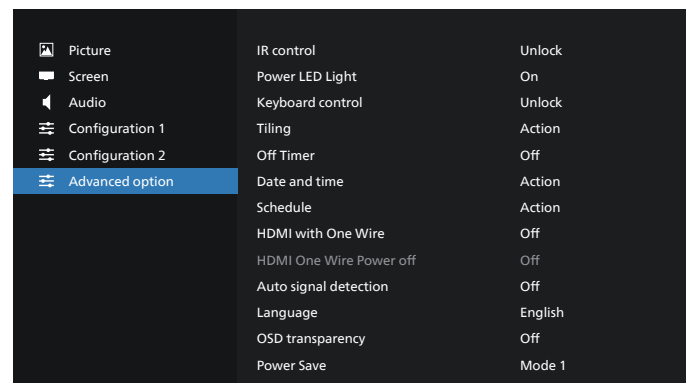 Picture
Screen
Audio
Configuration 1
Configuration 2
Advanced option
IR control Unlock
Power LED Light On
Keyboard control Unlock
Tiling Action
Off Timer Off
Date and time Action
Schedule Action
HDMI with One Wire Off
HDMI One Wire Power off Off
Auto signal detection Off
Language English
OSD transparency Off
Power Save Mode 1